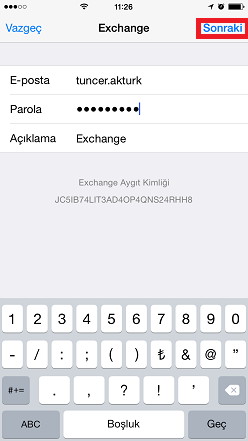 11:26
Vazgeç Exchange Sonraki
E-posta tuncer.akturk
Parola ●●●●●●●●●
Açıklama Exchange
Exchange Aygıt Kimliği
JC5IB74LIT3AD4OP4QNS24RHH8
1 2 3 4 5 6 7 8 9 0
- / : ; ( ) ₺ & @ "
#+= . , ? ! '
ABC Boşluk Geç